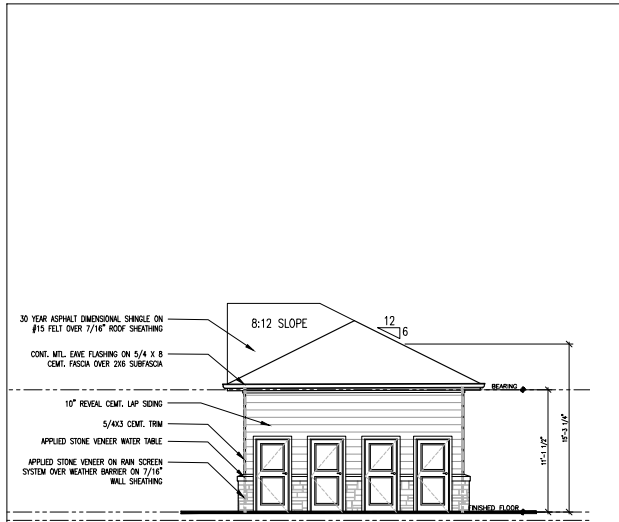 30 YEAR ASPHALT DIMENSIONAL SHINGLE ON
#15 FELT OVER 7/16" ROOF SHEATHING
8:12 SLOPE
12
6
CONT. MTL. EAVE FLASHING ON 5/4 X 8
CEMT. FASCIA OVER 2X6 SUBFASCIA
BEARING
10" REVEAL CEMT. LAP SIDING
5/4X3 CEMT. TRIM
APPLIED STONE VENEER WATER TABLE
APPLIED STONE VENEER ON RAIN SCREEN
SYSTEM OVER WEATHER BARRIER ON 7/16"
WALL SHEATHING
11'-1 1/2"
15'-3 1/4"
FINISHED FLOOR